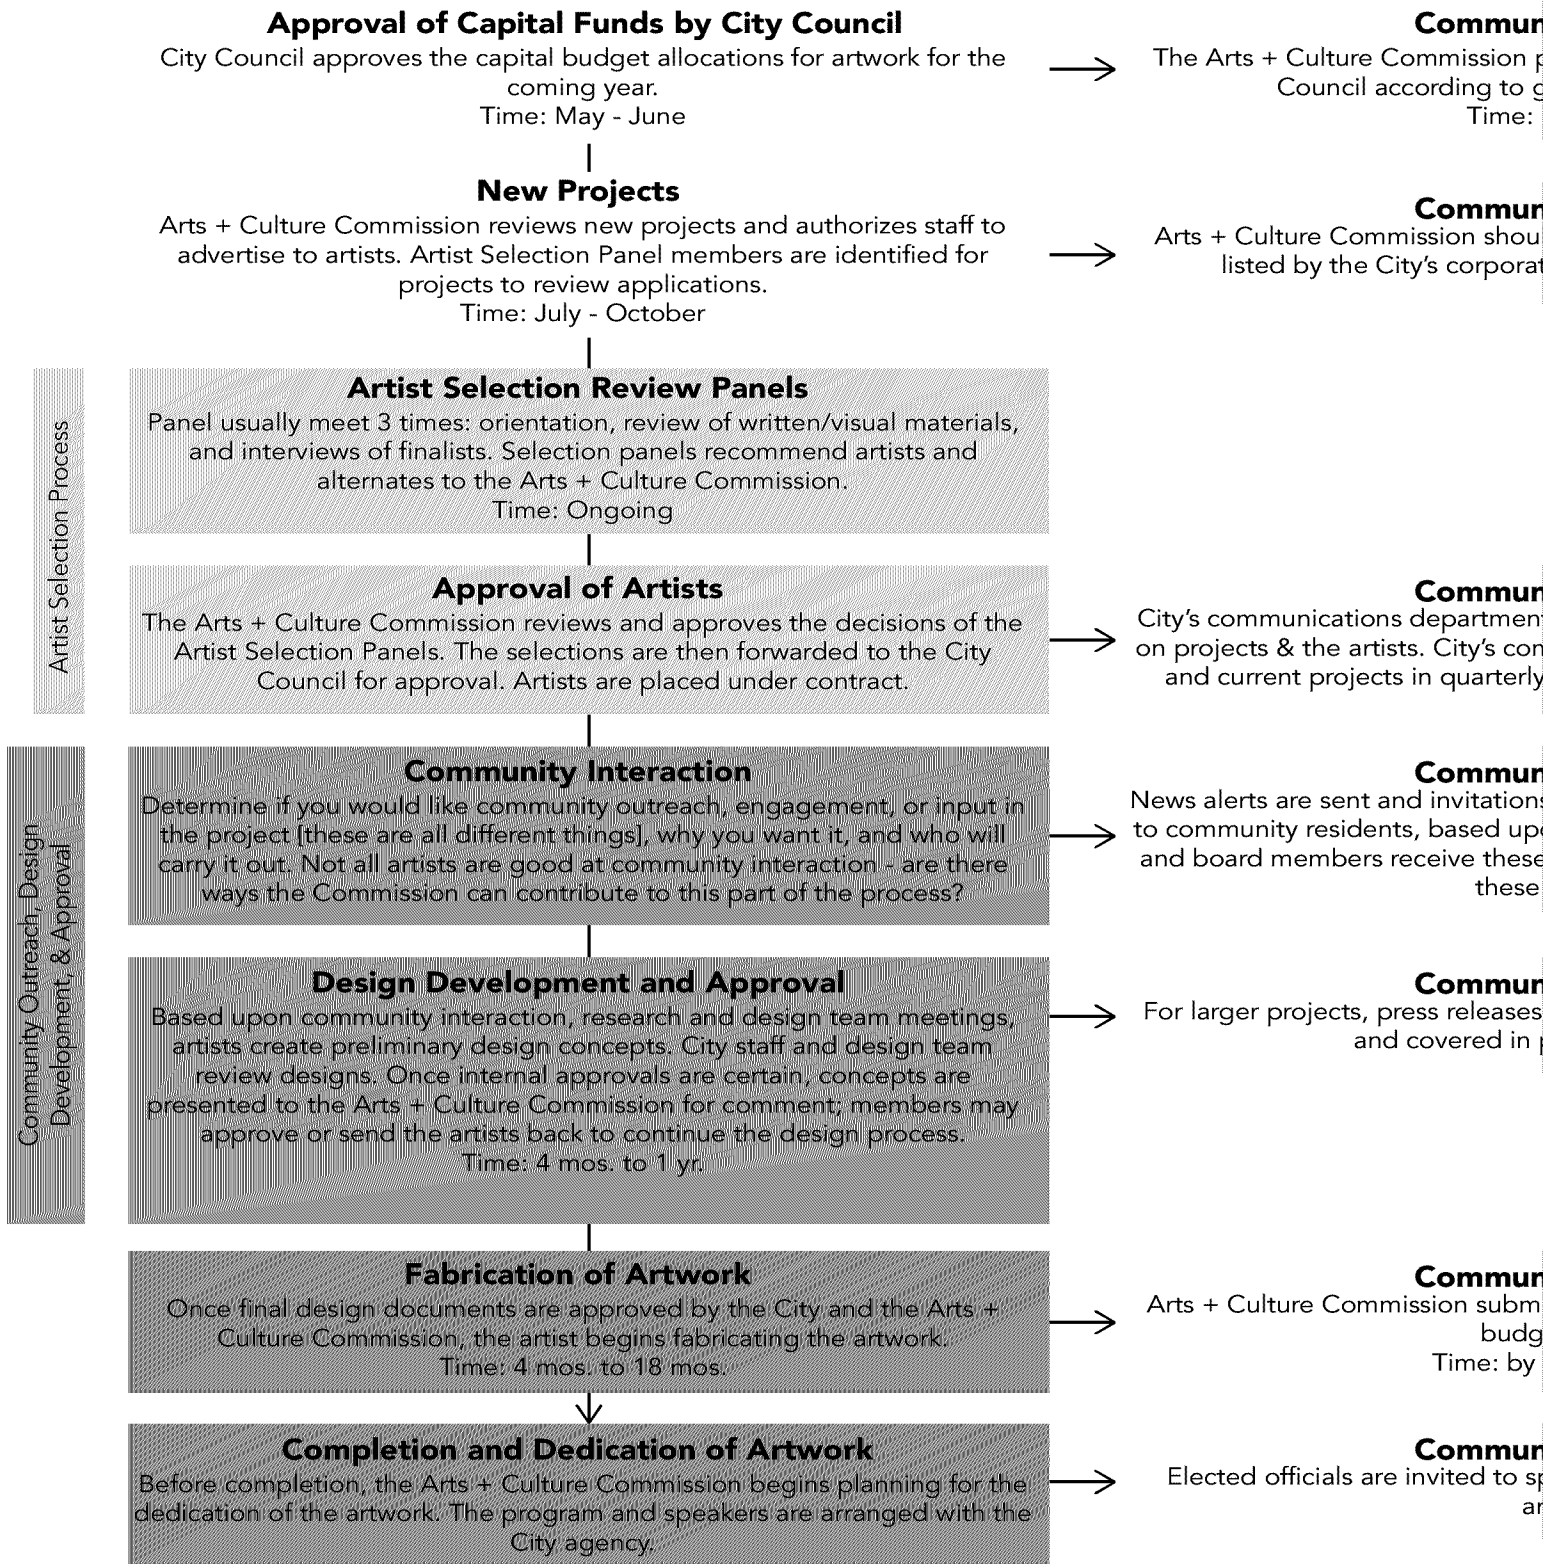 Approval of Capital Funds by City Council
City Council approves the capital budget allocations for artwork for the
coming year.
Time: May - June
The Arts + Culture Commission
Council according to
Time:
New Projects
Arts + Culture Commission reviews new projects and authorizes staff to
advertise to artists. Artist Selection Panel members are identified for
projects to review applications.
Time: July - October
Arts + Culture Commission
listed by the City's
Artist Selection Process
Artist Selection Review Panels
Panel usually meet 3 times: orientation, review of written/visual materials,
and interviews of finalists. Selection panels recommend artists and
alternates to the Arts + Culture Commission.
Time: Ongoing
Approval of Artists
The Arts + Culture Commission reviews and approves the decisions of the
Artist Selection Panels. The selections are then forwarded to the City
Council for approval. Artists are placed under contract.
City's communications department
on projects & the artists. City's
and current projects in quarterly
Community Outreach, Design
Development, & Approval
Community Interaction
Determine if you would like community outreach, engagement, or input in
the project [these are all different things], why you want it, and who will
carry it out. Not all artists are good at community interaction - are there
ways the Commission can contribute to this part of the process?
News alerts are sent and invitations
to community residents, based
and board members receive these
these
Design Development and Approval
Based upon community interaction, research and design team meetings,
artists create preliminary design concepts. City staff and design team
review designs. Once internal approvals are certain, concepts are
presented to the Arts + Culture Commission for comment; members may
approve or send the artists back to continue the design process.
Time: 4 mos. to 1 yr.
For larger projects, press releases
and covered in
Fabrication of Artwork
Once final design documents are approved by the City and the Arts +
Culture Commission, the artist begins fabricating the artwork.
Time: 4 mos. to 18 mos.
Arts + Culture Commission
Time: by
Completion and Dedication of Artwork
Before completion, the Arts + Culture Commission begins planning for the
dedication of the artwork. The program and speakers are arranged with the
City agency.
Elected officials are invited to